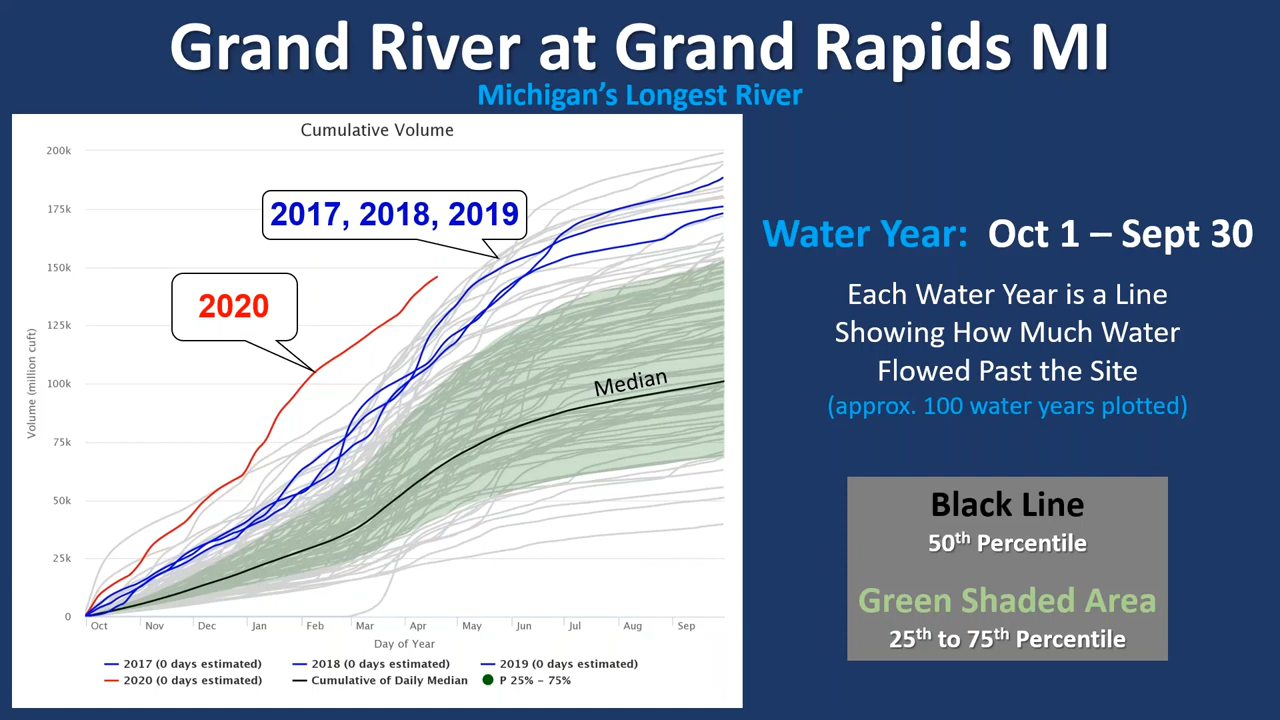 Grand River at Grand Rapids MI
Michigan’s Longest River
Cumulative Volume
200k
175k
150k
125k
100k
75k
50k
25k
0
Volume (million cuft)
2017, 2018, 2019
2020
Median
Oct Nov Dec Jan Feb Mar Apr May Jun Jul Aug Sep
Day of Year
2017 (0 days estimated) 2018 (0 days estimated) 2019 (0 days estimated)
2020 (0 days estimated) Cumulative of Daily Median P 25% - 75%
Water Year: Oct 1 – Sept 30
Each Water Year is a Line
Showing How Much Water
Flowed Past the Site
(approx. 100 water years plotted)
Black Line
50th Percentile
Green Shaded Area
25th to 75th Percentile